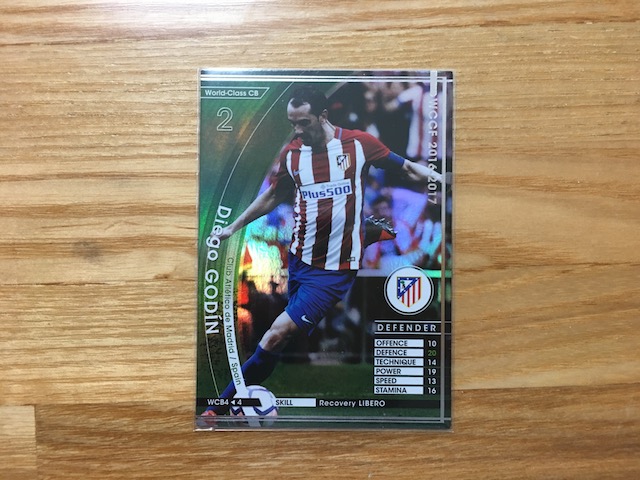 World-Class CB
2
WCCF 2016-2017
Plus500
Diego GODÍN
Club Atlético de Madrid / Spain
DEFENDER
OFFENCE 10
DEFENCE 20
TECHNIQUE 14
POWER 19
SPEED 13
STAMINA 16
WCB4 ◀ 4
SKILL Recovery LIBERO